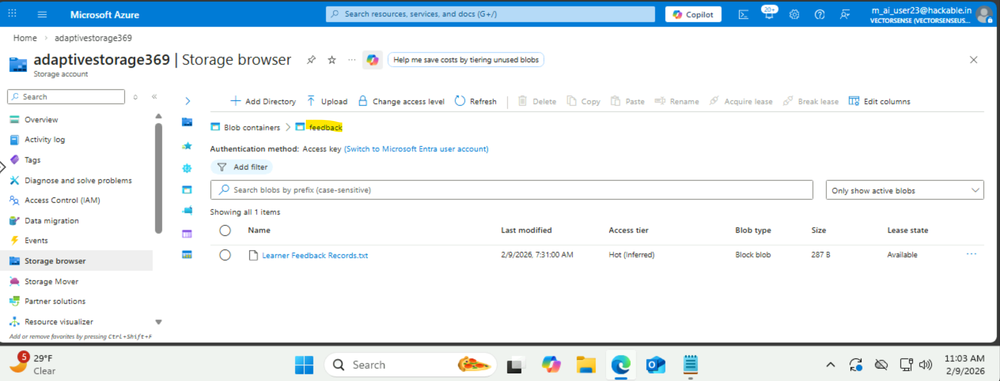 Microsoft Azure
Search resources, services, and docs (G+/)
Copilot
20+
m_ai_user23@hackable.in
VECTORSENSE (VECTORSENSEUS...
Home > adaptivestorage369
adaptivestorage369 | Storage browser
...
Help me save costs by tiering unused blobs
Storage account
Search
Add Directory
Upload
Change access level
Refresh
Delete
Copy
Paste
Rename
Acquire lease
Break lease
Edit columns
Overview
Activity log
Tags
Diagnose and solve problems
Access Control (IAM)
Data migration
Events
Storage browser
Storage Mover
Partner solutions
Resource visualizer
Add or remove favorites by pressing Ctrl+Shift+F
Blob containers > feedback
Authentication method: Access key (Switch to Microsoft Entra user account)
Add filter
Search blobs by prefix (case-sensitive)
Only show active blobs
Showing all 1 items
Name Last modified Access tier Blob type Size Lease state
Learner Feedback Records.txt 2/9/2026, 7:31:00 AM Hot (Inferred) Block blob 287 B Available ...
5
29°F
Clear
Search
11:03 AM
2/9/2026